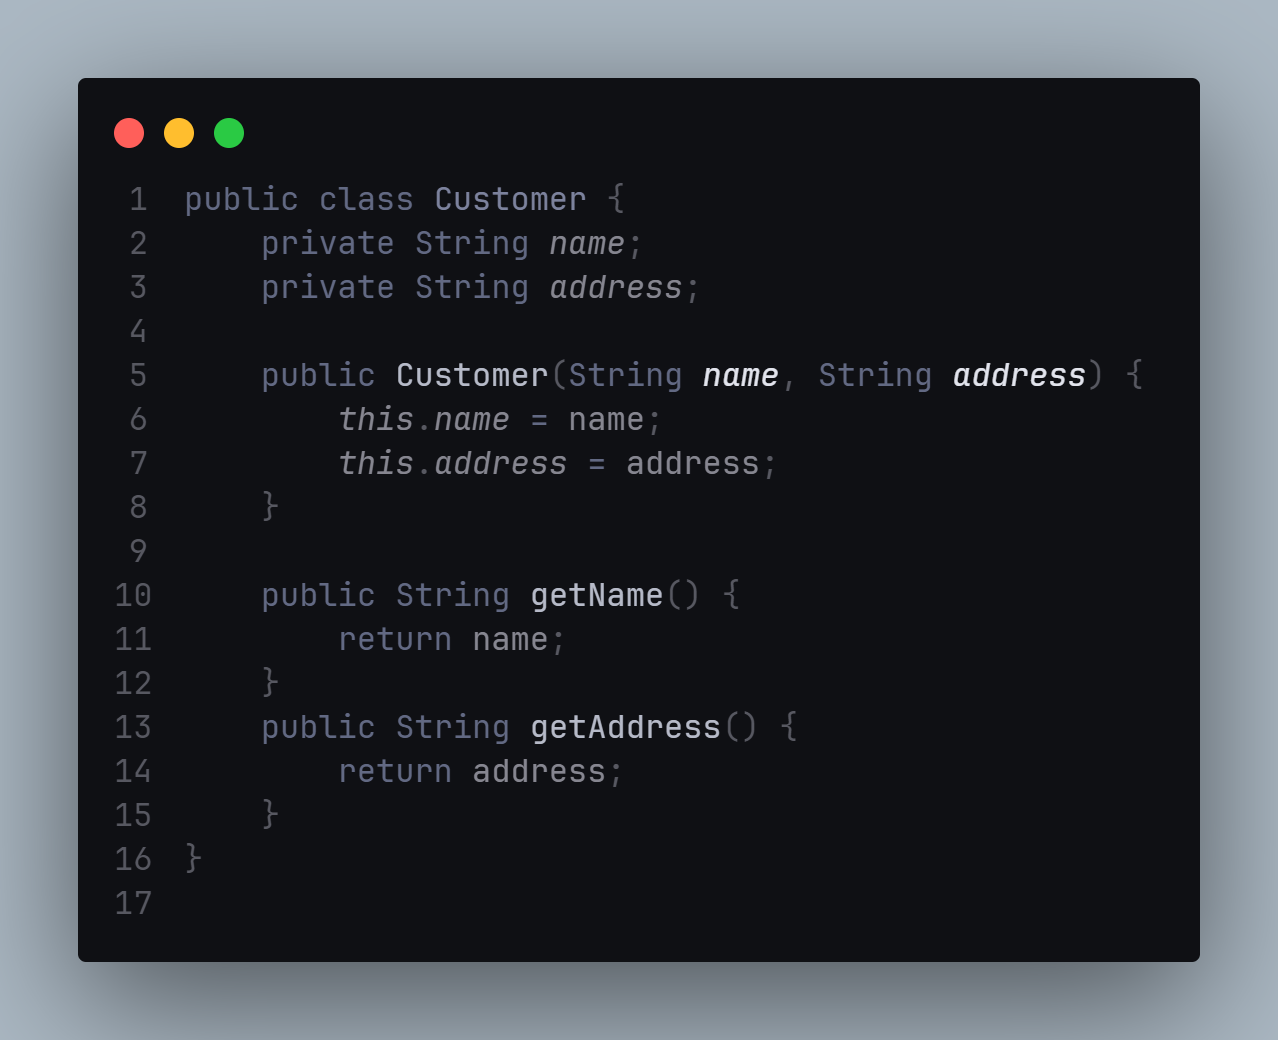 1 public class Customer {
2     private String name;
3     private String address;
4
5     public Customer(String name, String address) {
6         this.name = name;
7         this.address = address;
8     }
9
10     public String getName() {
11         return name;
12     }
13     public String getAddress() {
14         return address;
15     }
16 }
17